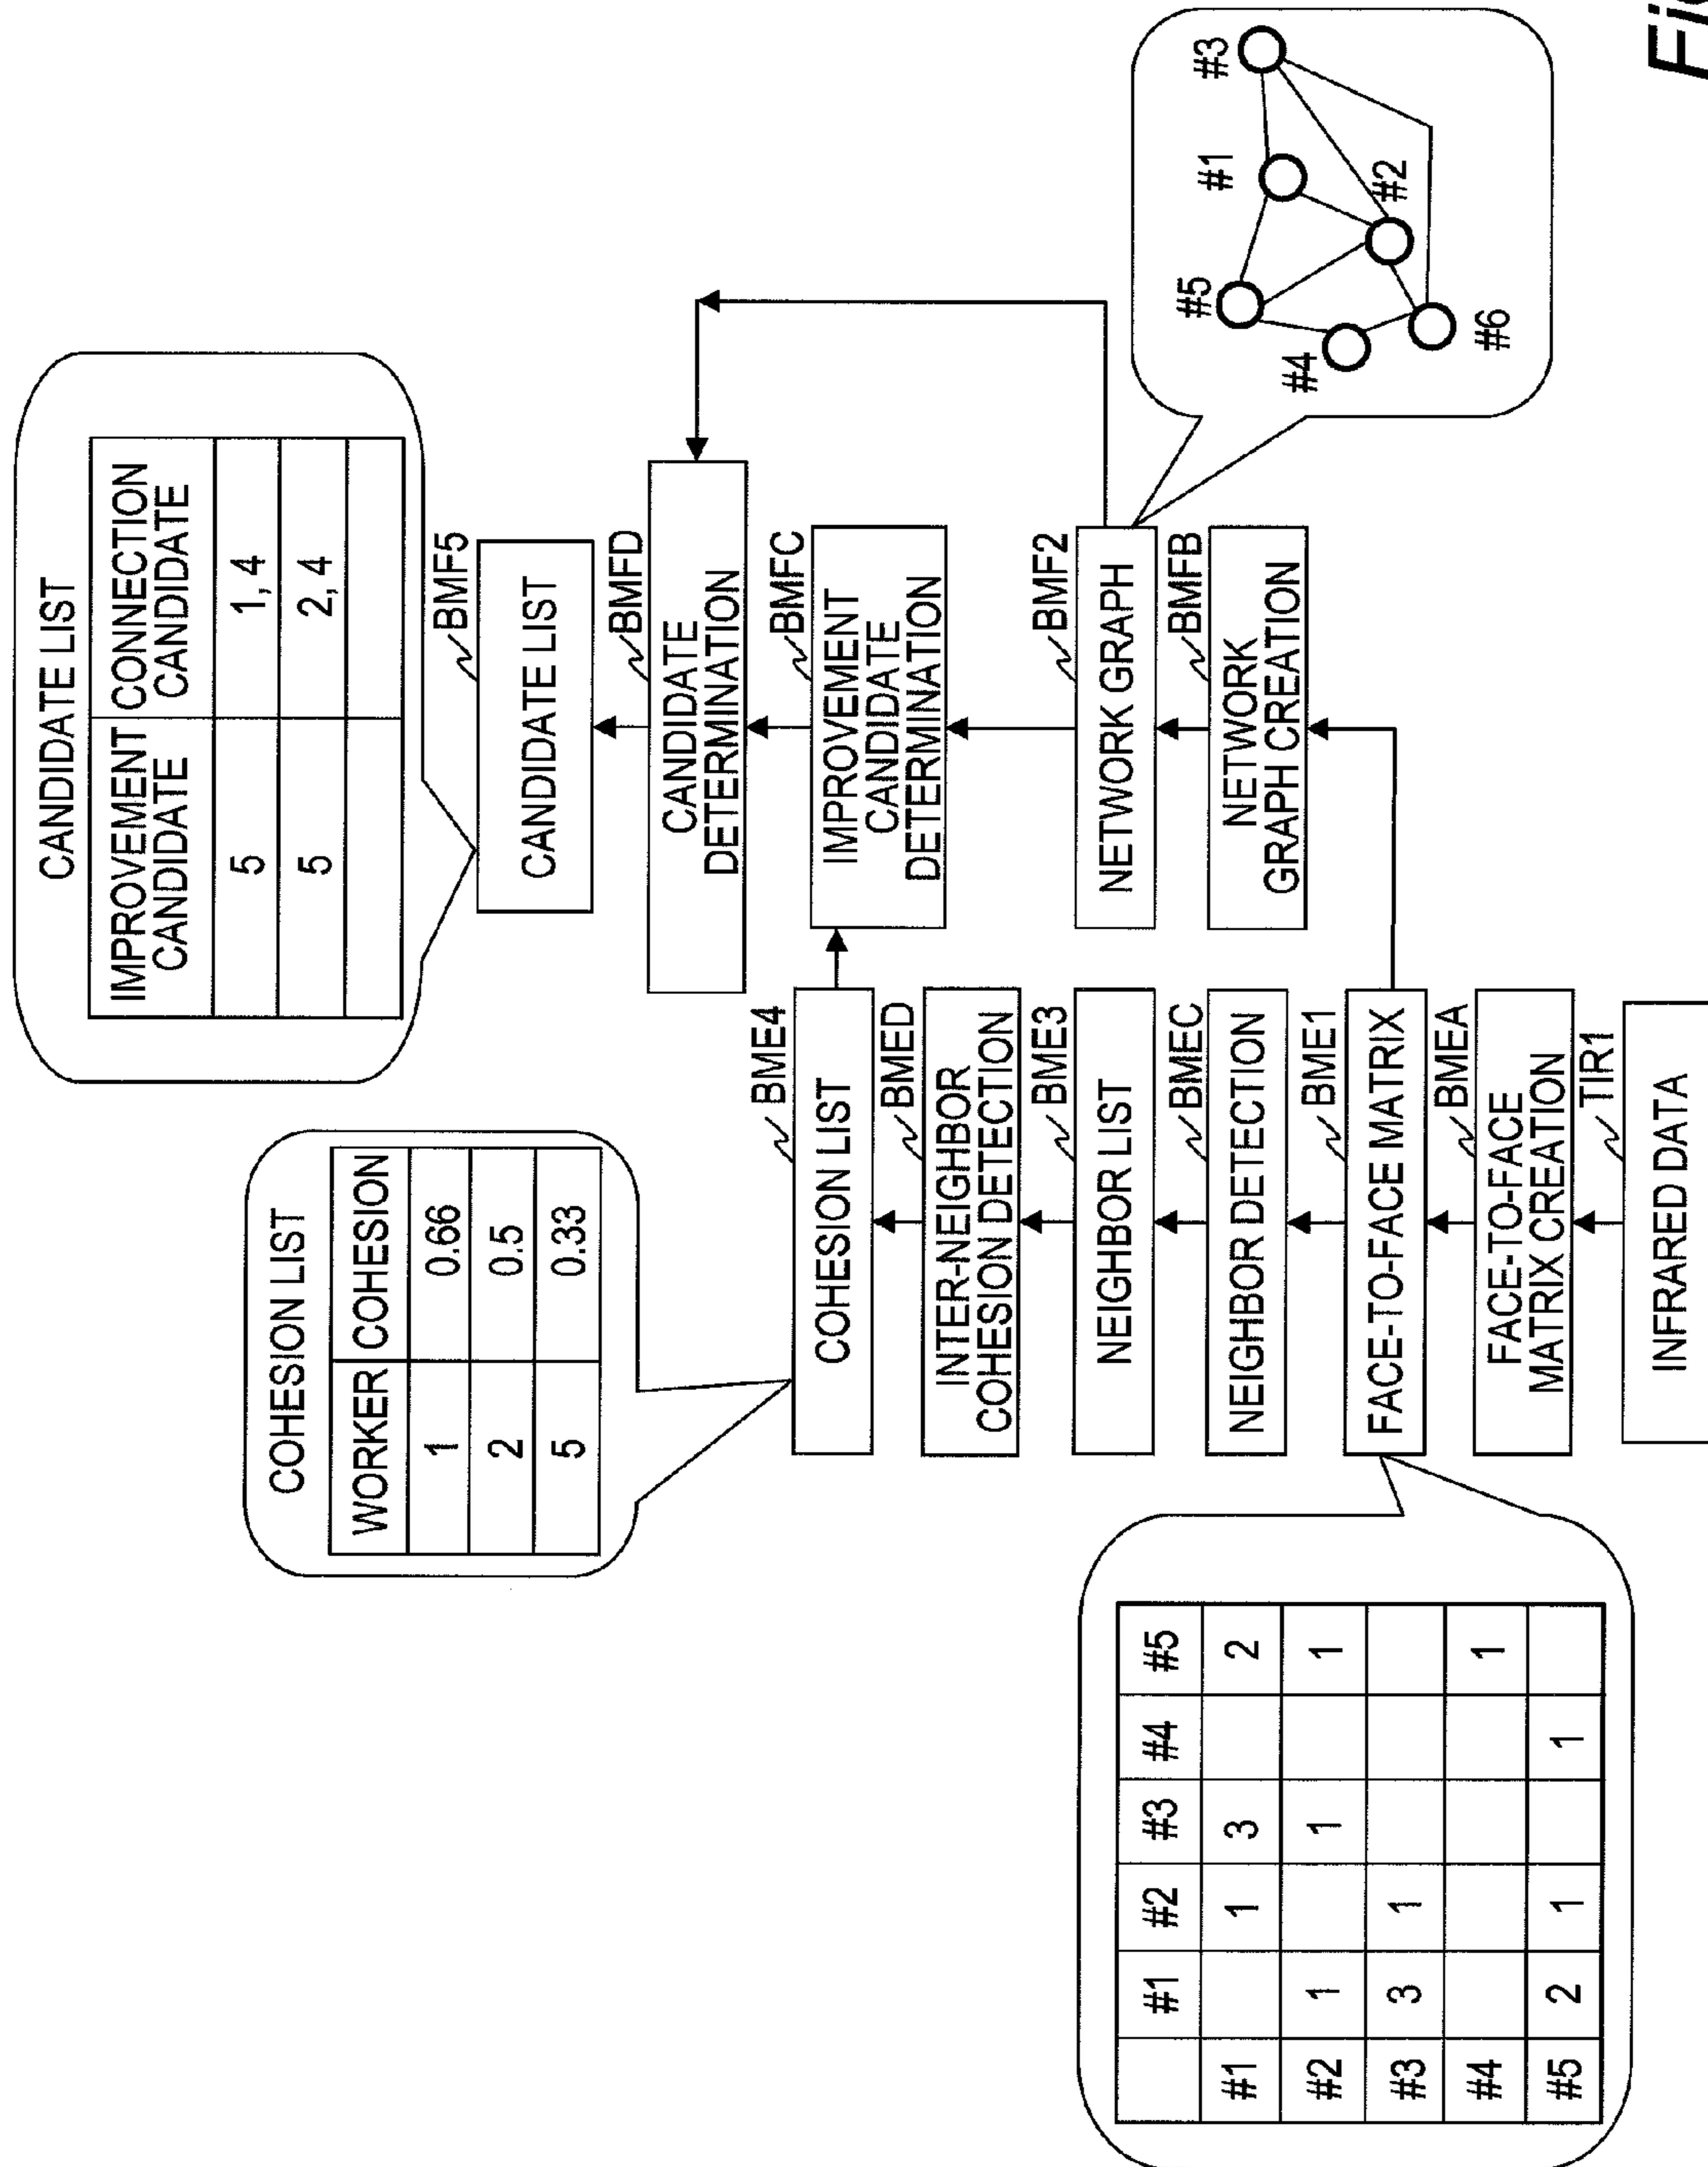 CANDIDATE LIST
IMPROVEMENT CANDIDATE CONNECTION CANDIDATE
5 1, 4
5 2, 4
COHESION LIST
WORKER COHESION
1 0.66
2 0.5
5 0.33
BMF5
CANDIDATE LIST
BMFD
CANDIDATE
DETERMINATION
BMFC
IMPROVEMENT
CANDIDATE
DETERMINATION
BMF2
NETWORK GRAPH
BMFB
NETWORK
GRAPH CREATION
BME4
COHESION LIST
BMED
INTER-NEIGHBOR
COHESION DETECTION
BME3
NEIGHBOR LIST
BMEC
NEIGHBOR DETECTION
BME1
FACE-TO-FACE MATRIX
BMEA
FACE-TO-FACE
MATRIX CREATION
TIR1
INFRARED DATA
#1 #2 #3 #4 #5
#1 1 3 2
#2 1 1 1
#3 3 1
#4 1
#5 2 1 1
#3
#1
#5
#2
#4
#6